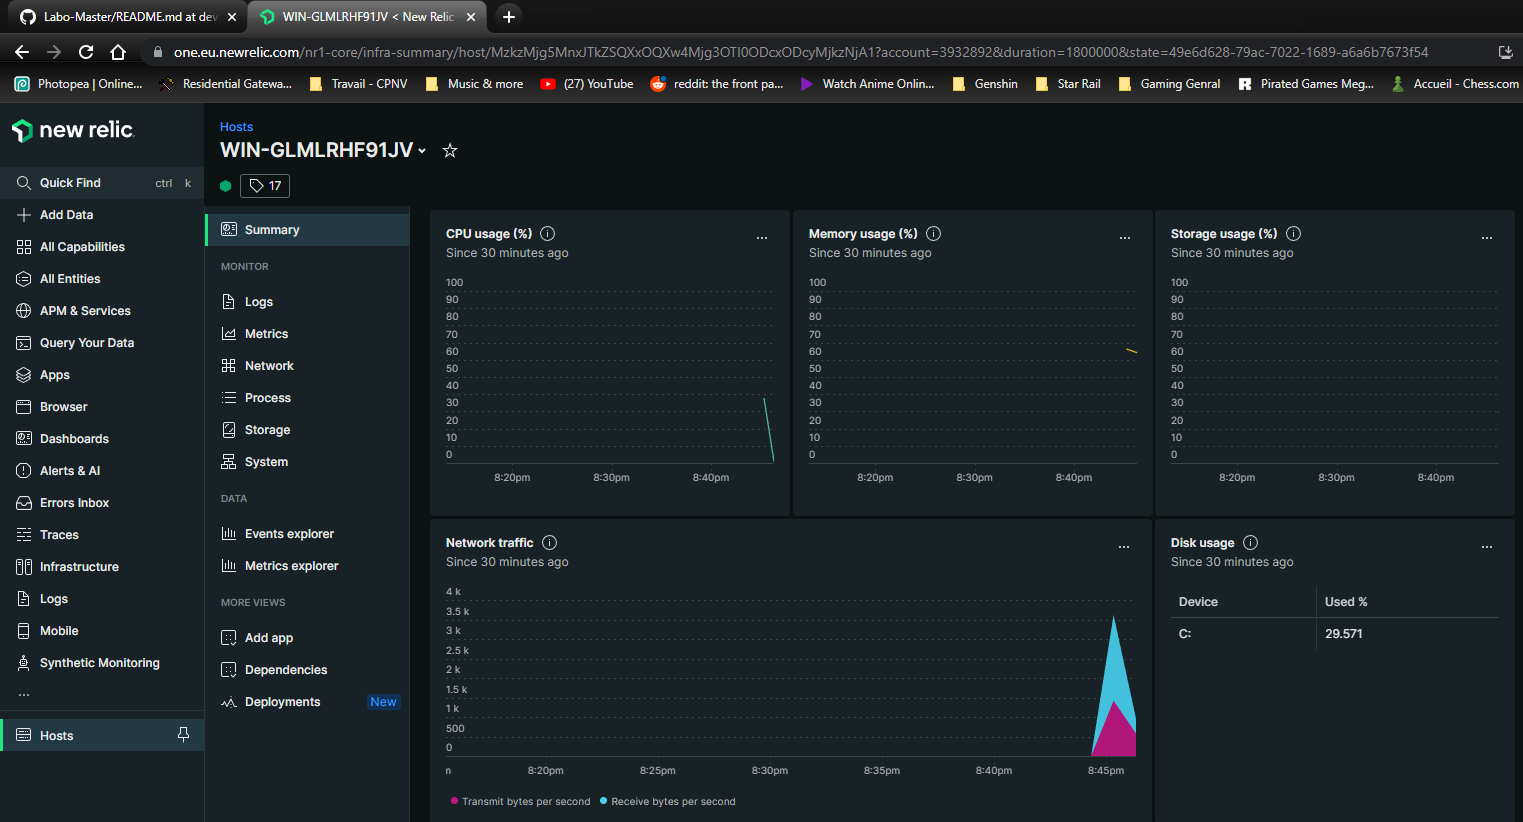 Labo-Master/README.md at dev
WIN-GLMLRHF91JV < New Relic
one.eu.newrelic.com/nr1-core/infra-summary/host/MzkzMjg5MnxJTkZSQXxOQXw4Mjg3OTI0ODcxODcyMjkzNjA1?account=3932892&duration=1800000&state=49e6d628-79ac-7022-1689-a6a6b7673f54
Photopea | Online...
Residential Gatewa...
Travail - CPNV
Music & more
(27) YouTube
reddit: the front pa...
Watch Anime Onlin...
Genshin
Star Rail
Gaming Genral
Pirated Games Meg...
Accueil - Chess.com
new relic
Quick Find ctrl k
Add Data
All Capabilities
All Entities
APM & Services
Query Your Data
Apps
Browser
Dashboards
Alerts & AI
Errors Inbox
Traces
Infrastructure
Logs
Mobile
Synthetic Monitoring
...
Hosts
Hosts
WIN-GLMLRHF91JV
17
Summary
MONITOR
Logs
Metrics
Network
Process
Storage
System
DATA
Events explorer
Metrics explorer
MORE VIEWS
Add app
Dependencies
Deployments New
CPU usage (%)
Since 30 minutes ago
100
90
80
70
60
50
40
30
20
10
0
8:20pm 8:30pm 8:40pm
Memory usage (%)
Since 30 minutes ago
100
90
80
70
60
50
40
30
20
10
0
8:20pm 8:30pm 8:40pm
Storage usage (%)
Since 30 minutes ago
100
90
80
70
60
50
40
30
20
10
0
8:20pm 8:30pm 8:40pm
Network traffic
Since 30 minutes ago
4 k
3.5 k
3 k
2.5 k
2 k
1.5 k
1 k
500
0
n 8:20pm 8:25pm 8:30pm 8:35pm 8:40pm 8:45pm
Transmit bytes per second Receive bytes per second
Disk usage
Since 30 minutes ago
Device Used %
C: 29.571